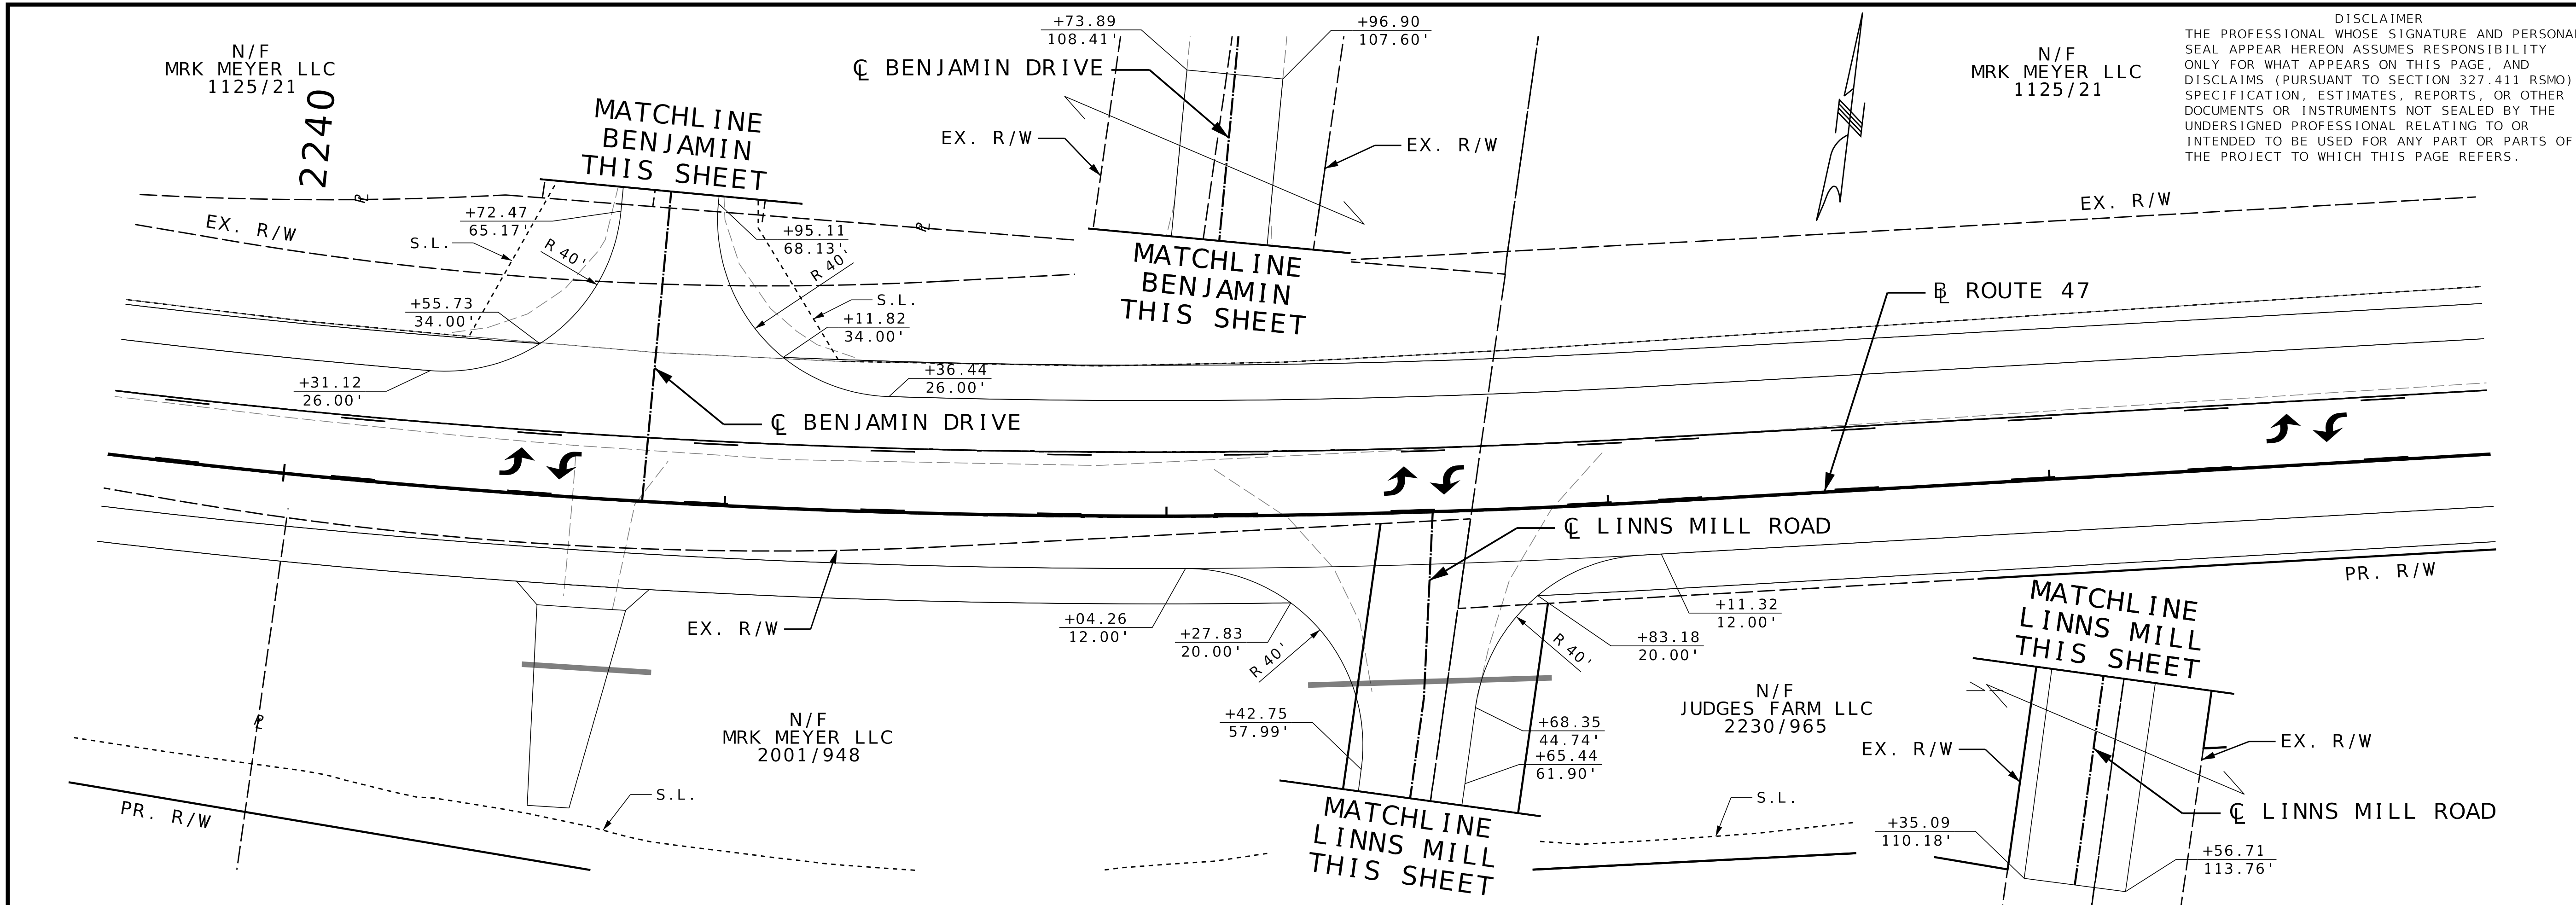 DISCLAIMER
THE PROFESSIONAL WHOSE SIGNATURE AND PERSONAL
SEAL APPEAR HEREON ASSUMES RESPONSIBILITY
ONLY FOR WHAT APPEARS ON THIS PAGE, AND
DISCLAIMS (PURSUANT TO SECTION 327.411 RSMO)
SPECIFICATION, ESTIMATES, REPORTS, OR OTHER
DOCUMENTS OR INSTRUMENTS NOT SEALED BY THE
UNDERSIGNED PROFESSIONAL RELATING TO OR
INTENDED TO BE USED FOR ANY PART OR PARTS OF
THE PROJECT TO WHICH THIS PAGE REFERS.
N/F
MRK MEYER LLC
1125/21
2240
MATCHLINE
BENJAMIN
THIS SHEET
+73.89
108.41'
+96.90
107.60'
℄ BENJAMIN DRIVE
EX. R/W
EX. R/W
N/F
MRK MEYER LLC
1125/21
EX. R/W
PL
EX. R/W
+72.47
65.17'
S.L.
R 40'
+95.11
68.13'
R 40'
PL
MATCHLINE
BENJAMIN
THIS SHEET
BL ROUTE 47
+55.73
34.00'
S.L.
+11.82
34.00'
+31.12
26.00'
+36.44
26.00'
℄ BENJAMIN DRIVE
℄ LINNS MILL ROAD
PR. R/W
EX. R/W
+04.26
12.00'
+27.83
20.00'
R 40'
R 40'
+11.32
12.00'
+83.18
20.00'
MATCHLINE
LINNS MILL
THIS SHEET
PL
N/F
MRK MEYER LLC
2001/948
+42.75
57.99'
+68.35
44.74'
+65.44
61.90'
N/F
JUDGES FARM LLC
2230/965
EX. R/W
EX. R/W
S.L.
S.L.
PR. R/W
MATCHLINE
LINNS MILL
THIS SHEET
℄ LINNS MILL ROAD
+35.09
110.18'
+56.71
113.76'